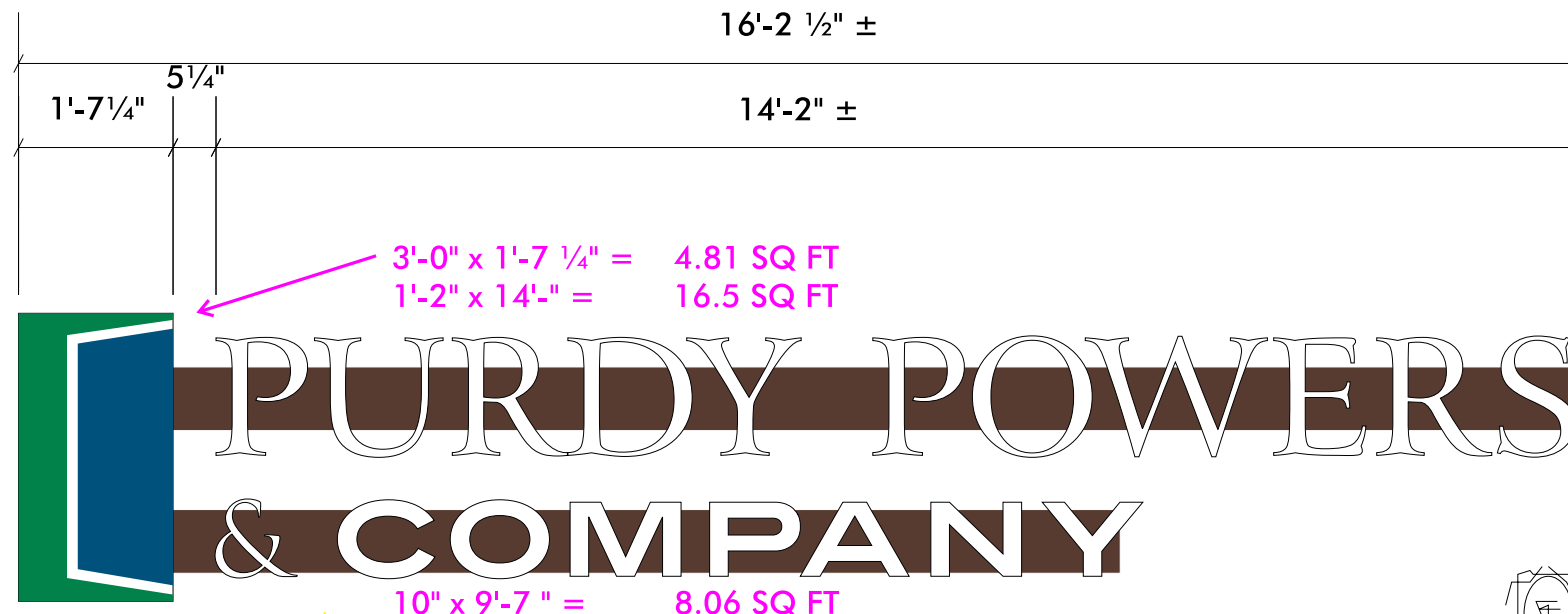 16'-2 ½" ±
5¼"
1'-7¼"
14'-2" ±
3'-0" x 1'-7 ¼" = 4.81 SQ FT
1'-2" x 14'-" = 16.5 SQ FT
PURDY POWERS
& COMPANY
10" x 9'-7 " = 8.06 SQ FT